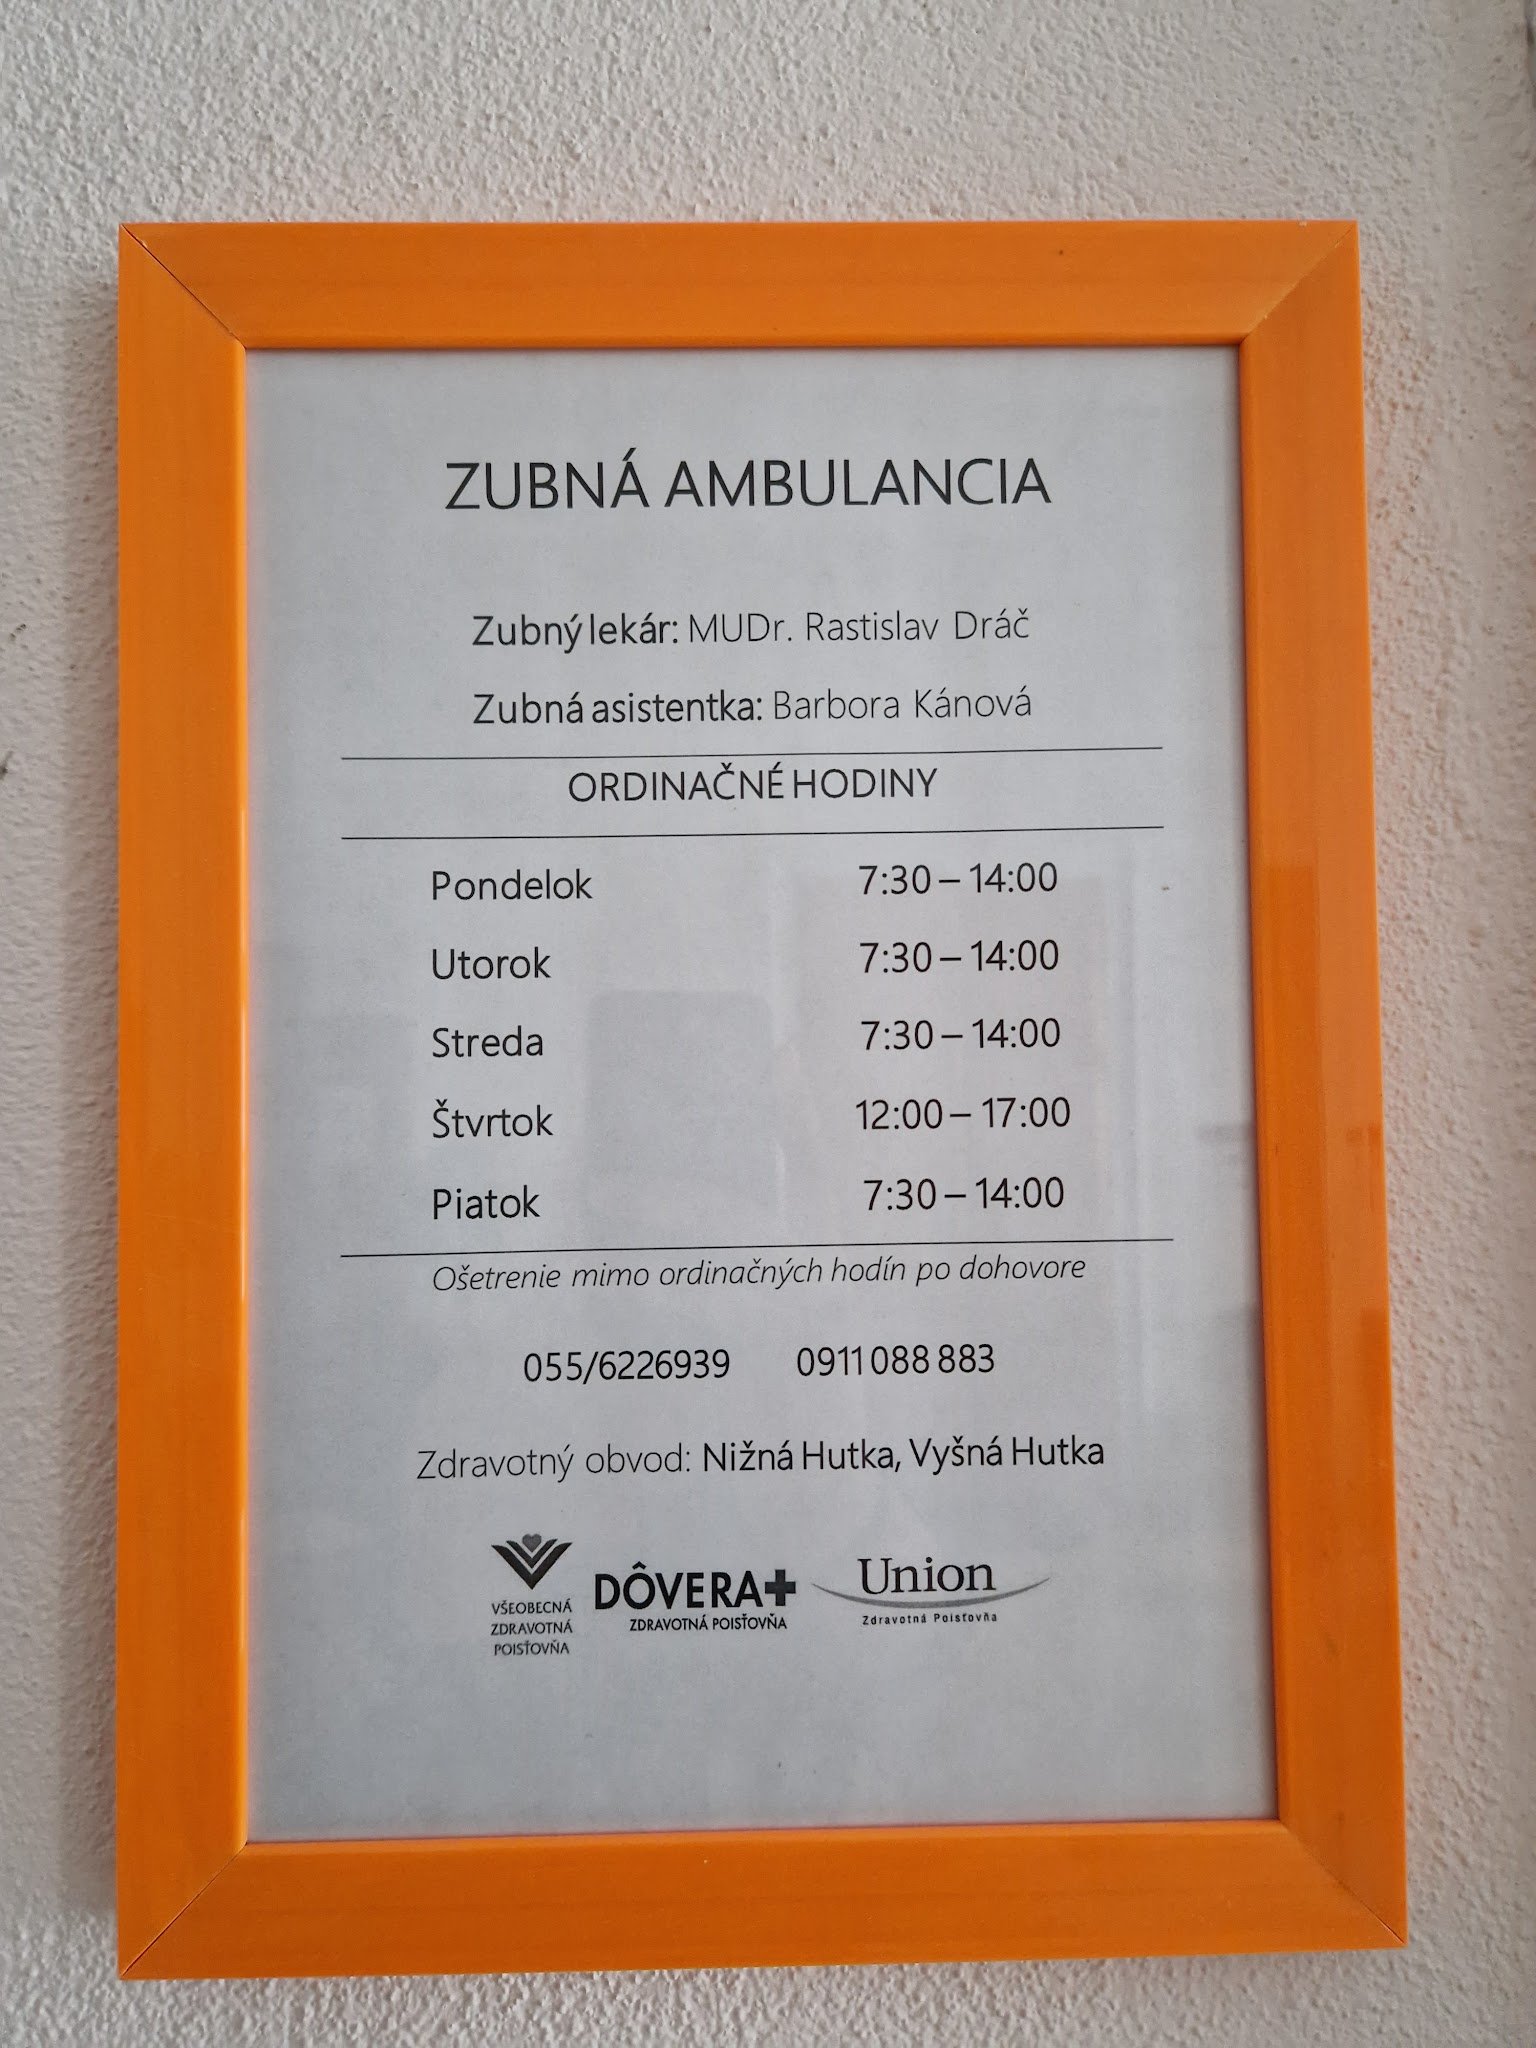 ZUBNÁ AMBULANCIA
Zubný lekár: MUDr. Rastislav Dráč
Zubná asistentka: Barbora Kánová
ORDINAČNÉ HODINY
Pondelok 7:30 – 14:00
Utorok 7:30 – 14:00
Streda 7:30 – 14:00
Štvrtok 12:00 – 17:00
Piatok 7:30 – 14:00
Ošetrenie mimo ordinačných hodín po dohovore
055/6226939 0911 088 883
Zdravotný obvod: Nižná Hutka, Vyšná Hutka
VŠEOBECNÁ
ZDRAVOTNÁ
POISŤOVŇA
DÔVERA
ZDRAVOTNÁ POISŤOVŇA
Union
Zdravotná Poisťovňa